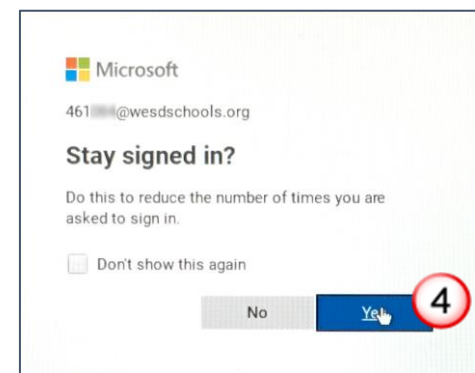 Microsoft
461 @wesdschools.org
Stay signed in?
Do this to reduce the number of times you are
asked to sign in.
Don't show this again
No
4